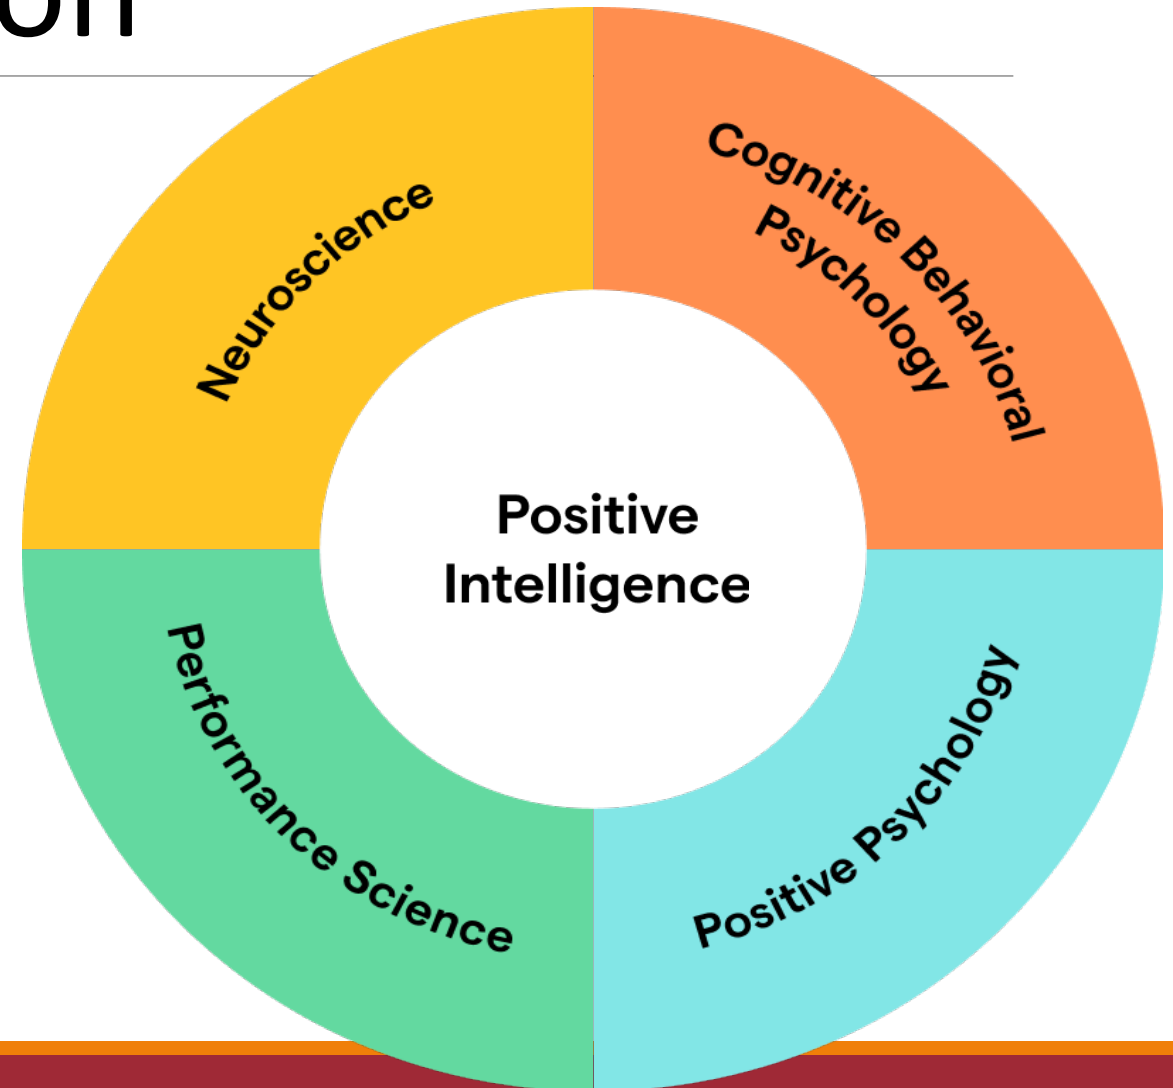 Neuroscience
Cognitive Behavioral
Psychology
Positive
Intelligence
Performance Science
Positive Psychology